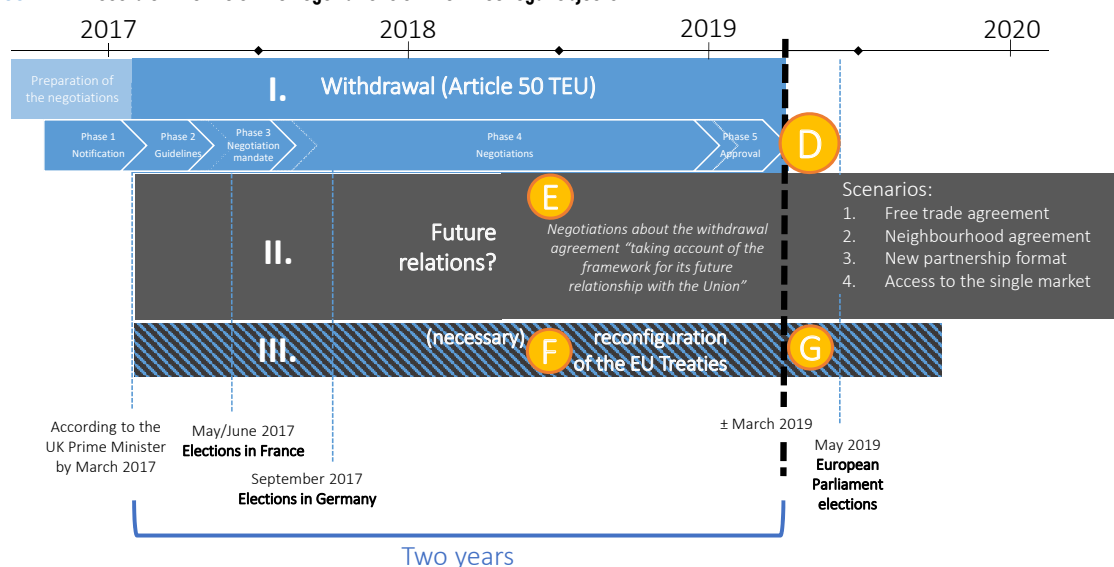 2017
2018
2019
2020
Preparation of
the negotiations
I. Withdrawal (Article 50 TEU)
Phase 1
Notification
Phase 2
Guidelines
Phase 3
Negotiation
mandate
Phase 4
Negotiations
Phase 5
Approval
D
E
II.
Future
relations?
Negotiations about the withdrawal
agreement “taking account of the
framework for its future
relationship with the Union”
Scenarios:
1. Free trade agreement
2. Neighbourhood agreement
3. New partnership format
4. Access to the single market
III.
(necessary) reconfiguration
of the EU Treaties
F
G
According to the
UK Prime Minister
by March 2017
May/June 2017
Elections in France
September 2017
Elections in Germany
± March 2019
May 2019
European
Parliament
elections
Two years